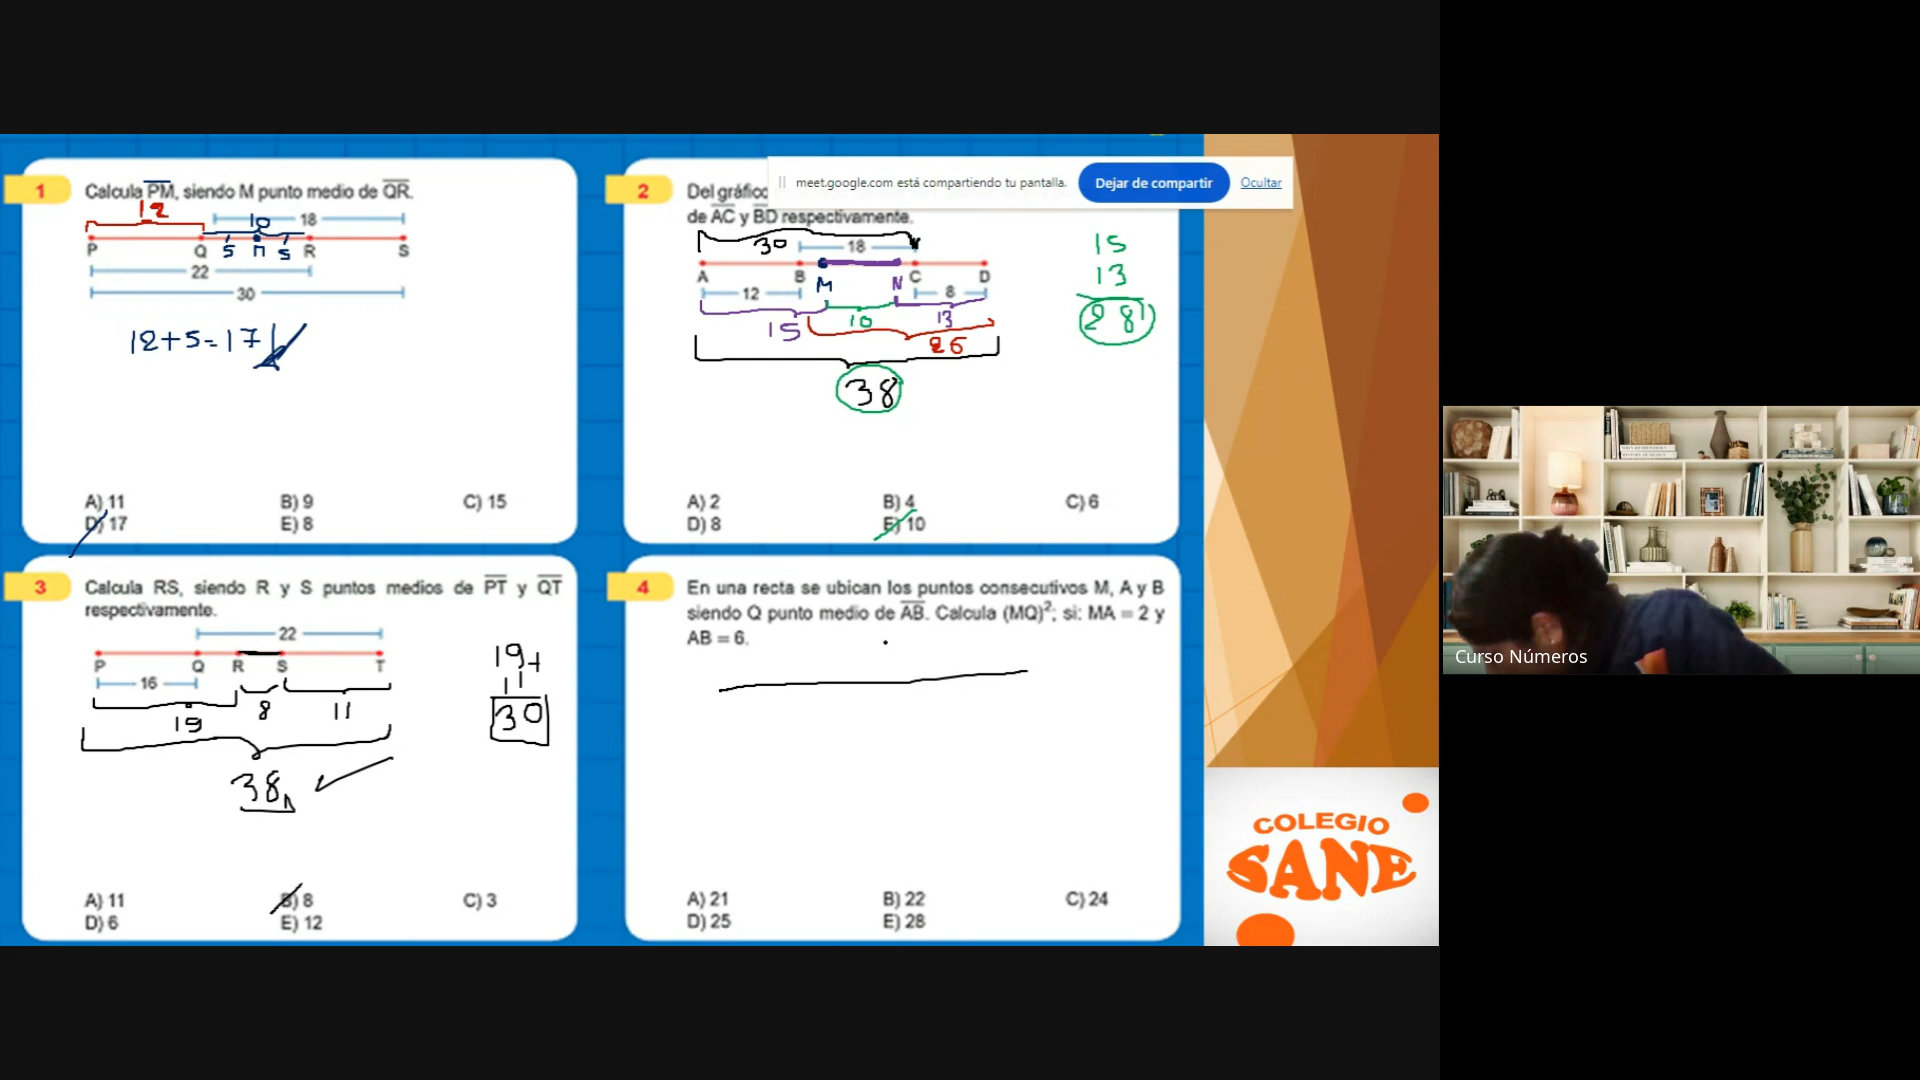 1
Calcula PM, siendo M punto medio de QR.
12
10
18
P Q 5 M 5 R S
22
30
12+5=17
A) 11 B) 9 C) 15
D) 17 E) 8
2
Del gráfico
de AC y BD respectivamente.
meet.google.com está compartiendo tu pantalla.
Dejar de compartir
Ocultar
30
18
A B M N C D
12
8
15
10
13
26
38
15
13
28
A) 2 B) 4 C) 6
D) 8 E) 10
3
Calcula RS, siendo R y S puntos medios de PT y QT
respectivamente.
22
P Q R S T
16
19
8
11
38
19+
11
30
A) 11 B) 8 C) 3
D) 6 E) 12
4
En una recta se ubican los puntos consecutivos M, A y B
siendo Q punto medio de AB. Calcula (MQ)²; si: MA = 2 y
AB = 6.
A) 21 B) 22 C) 24
D) 25 E) 28
COLEGIO
SANE
Curso Números